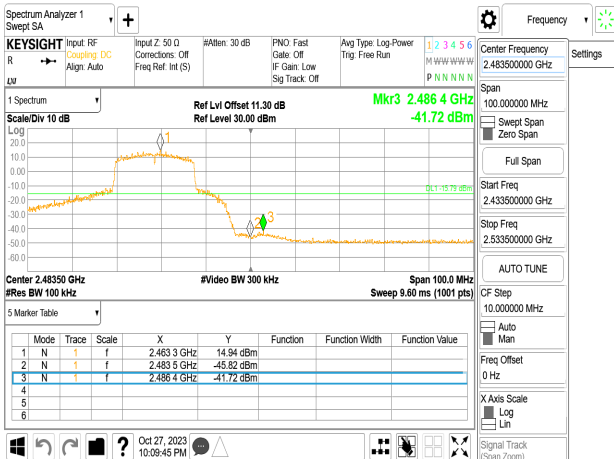 Spectrum Analyzer 1
Swept SA
+
Frequency
KEYSIGHT
R
LXI
Input: RF
Coupling: DC
Align: Auto
Input Z: 50 Ω
Corrections: Off
Freq Ref: Int (S)
#Atten: 30 dB
PNO: Fast
Gate: Off
IF Gain: Low
Sig Track: Off
Avg Type: Log-Power
Trig: Free Run
1 2 3 4 5 6
M W W W W W
P N N N N N
1 Spectrum
Scale/Div 10 dB
Ref Lvl Offset 11.30 dB
Ref Level 30.00 dBm
Mkr3 2.486 4 GHz
-41.72 dBm
Log
20.0
10.0
0.00
-10.0
-20.0
-30.0
-40.0
-50.0
-60.0
1
2
3
DL1 -15.79 dBm
Center 2.48350 GHz
#Res BW 100 kHz
#Video BW 300 kHz
Span 100.0 MHz
Sweep 9.60 ms (1001 pts)
5 Marker Table
Mode Trace Scale X Y Function Function Width Function Value
1 N 1 f 2.463 3 GHz 14.94 dBm
2 N 1 f 2.483 5 GHz -45.82 dBm
3 N 1 f 2.486 4 GHz -41.72 dBm
4
5
6
?
Oct 27, 2023
10:09:45 PM
Center Frequency
2.483500000 GHz
Span
100.000000 MHz
Swept Span
Zero Span
Full Span
Start Freq
2.433500000 GHz
Stop Freq
2.533500000 GHz
AUTO TUNE
CF Step
10.000000 MHz
Auto
Man
Freq Offset
0 Hz
X Axis Scale
Log
Lin
Signal Track
(Span Zoom)
Settings